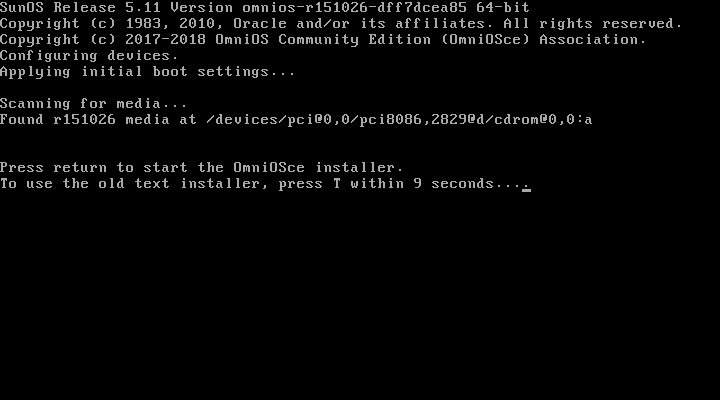 SunOS Release 5.11 Version omnios-r151026-dff7dcea85 64-bit
Copyright (c) 1983, 2010, Oracle and/or its affiliates. All rights reserved.
Copyright (c) 2017-2018 OmniOS Community Edition (OmniOSce) Association.
Configuring devices.
Applying initial boot settings...
Scanning for media...
Found r151026 media at /devices/pci@0,0/pci8086,2829@d/cdrom@0,0:a
Press return to start the OmniOSce installer.
To use the old text installer, press T within 9 seconds....